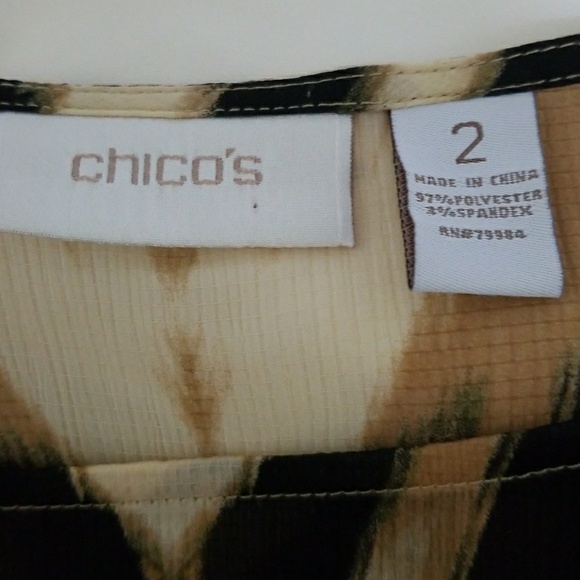 chico's
2
MADE IN CHINA
97%POLYESTER
3%SPANDEX
RN#79984